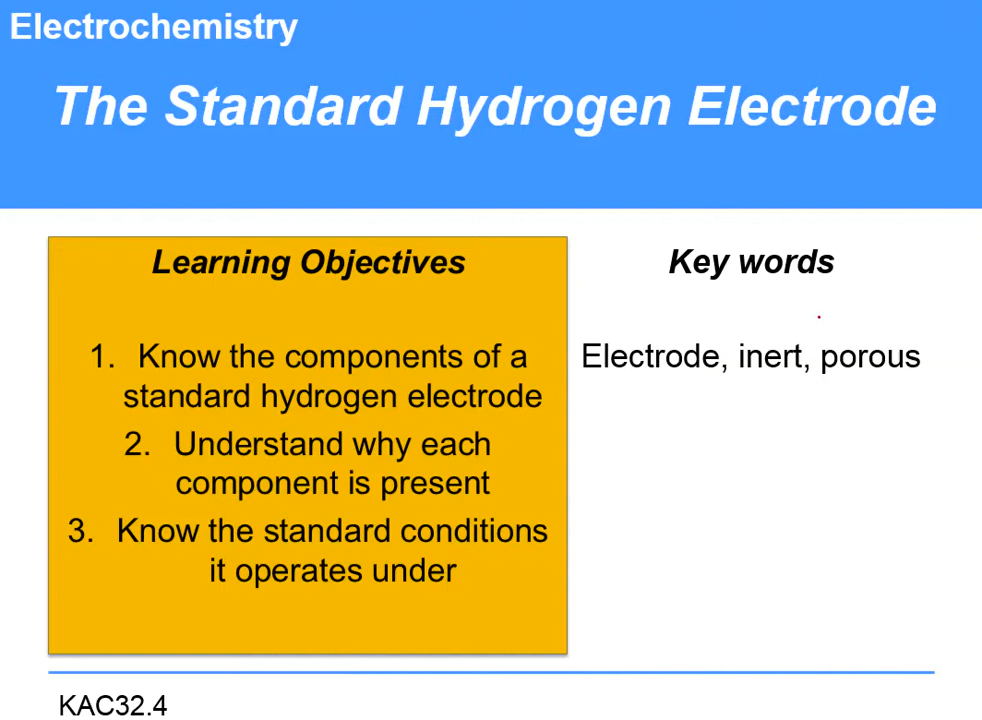 Electrochemistry
The Standard Hydrogen Electrode
Learning Objectives
1. Know the components of a
standard hydrogen electrode
2. Understand why each
component is present
3. Know the standard conditions
it operates under
Key words
Electrode, inert, porous
KAC32.4